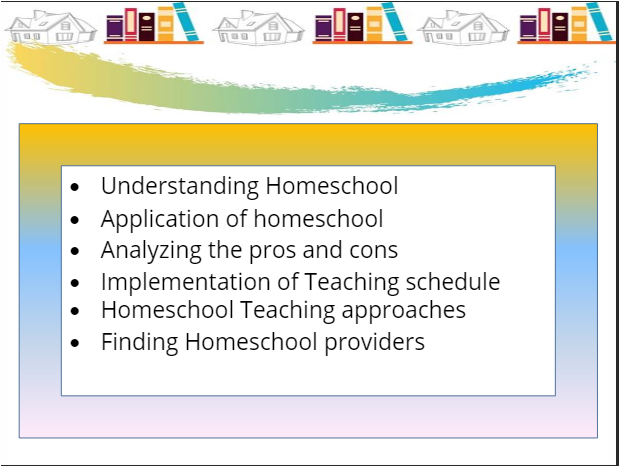 • Understanding Homeschool
• Application of homeschool
• Analyzing the pros and cons
• Implementation of Teaching schedule
• Homeschool Teaching approaches
• Finding Homeschool providers